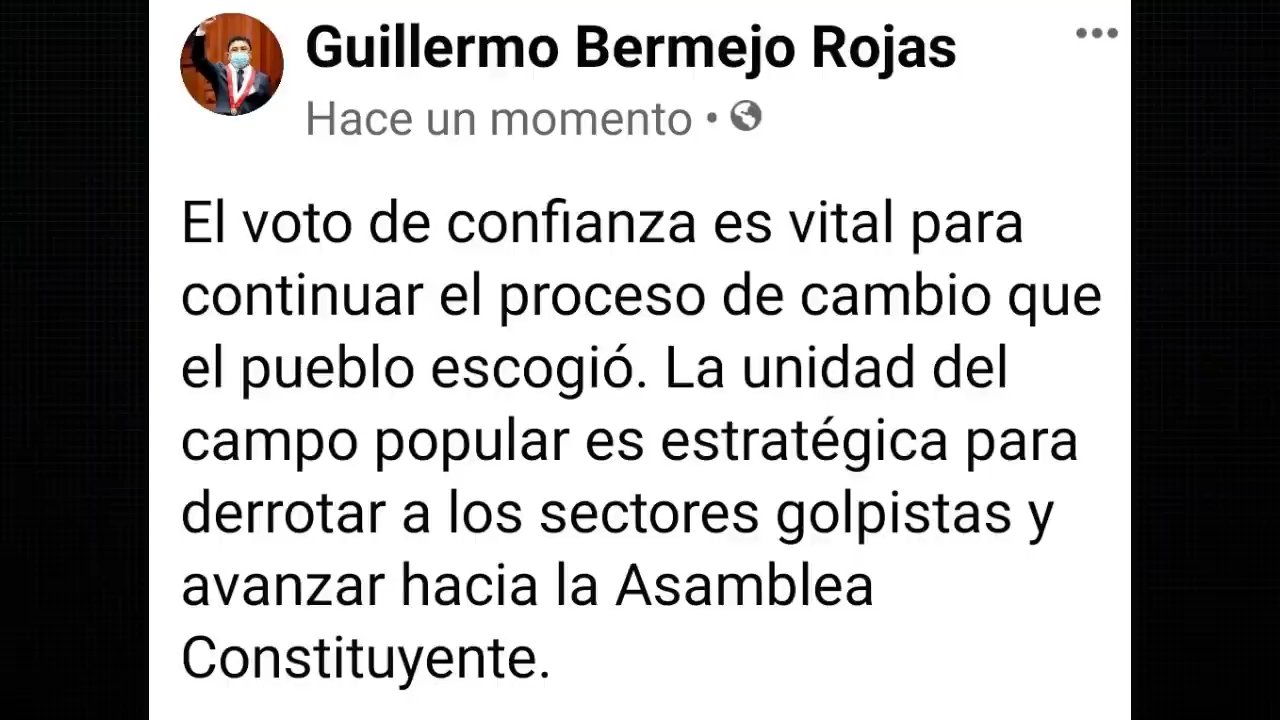 Guillermo Bermejo Rojas
Hace un momento •
El voto de confianza es vital para
continuar el proceso de cambio que
el pueblo escogió. La unidad del
campo popular es estratégica para
derrotar a los sectores golpistas y
avanzar hacia la Asamblea
Constituyente.